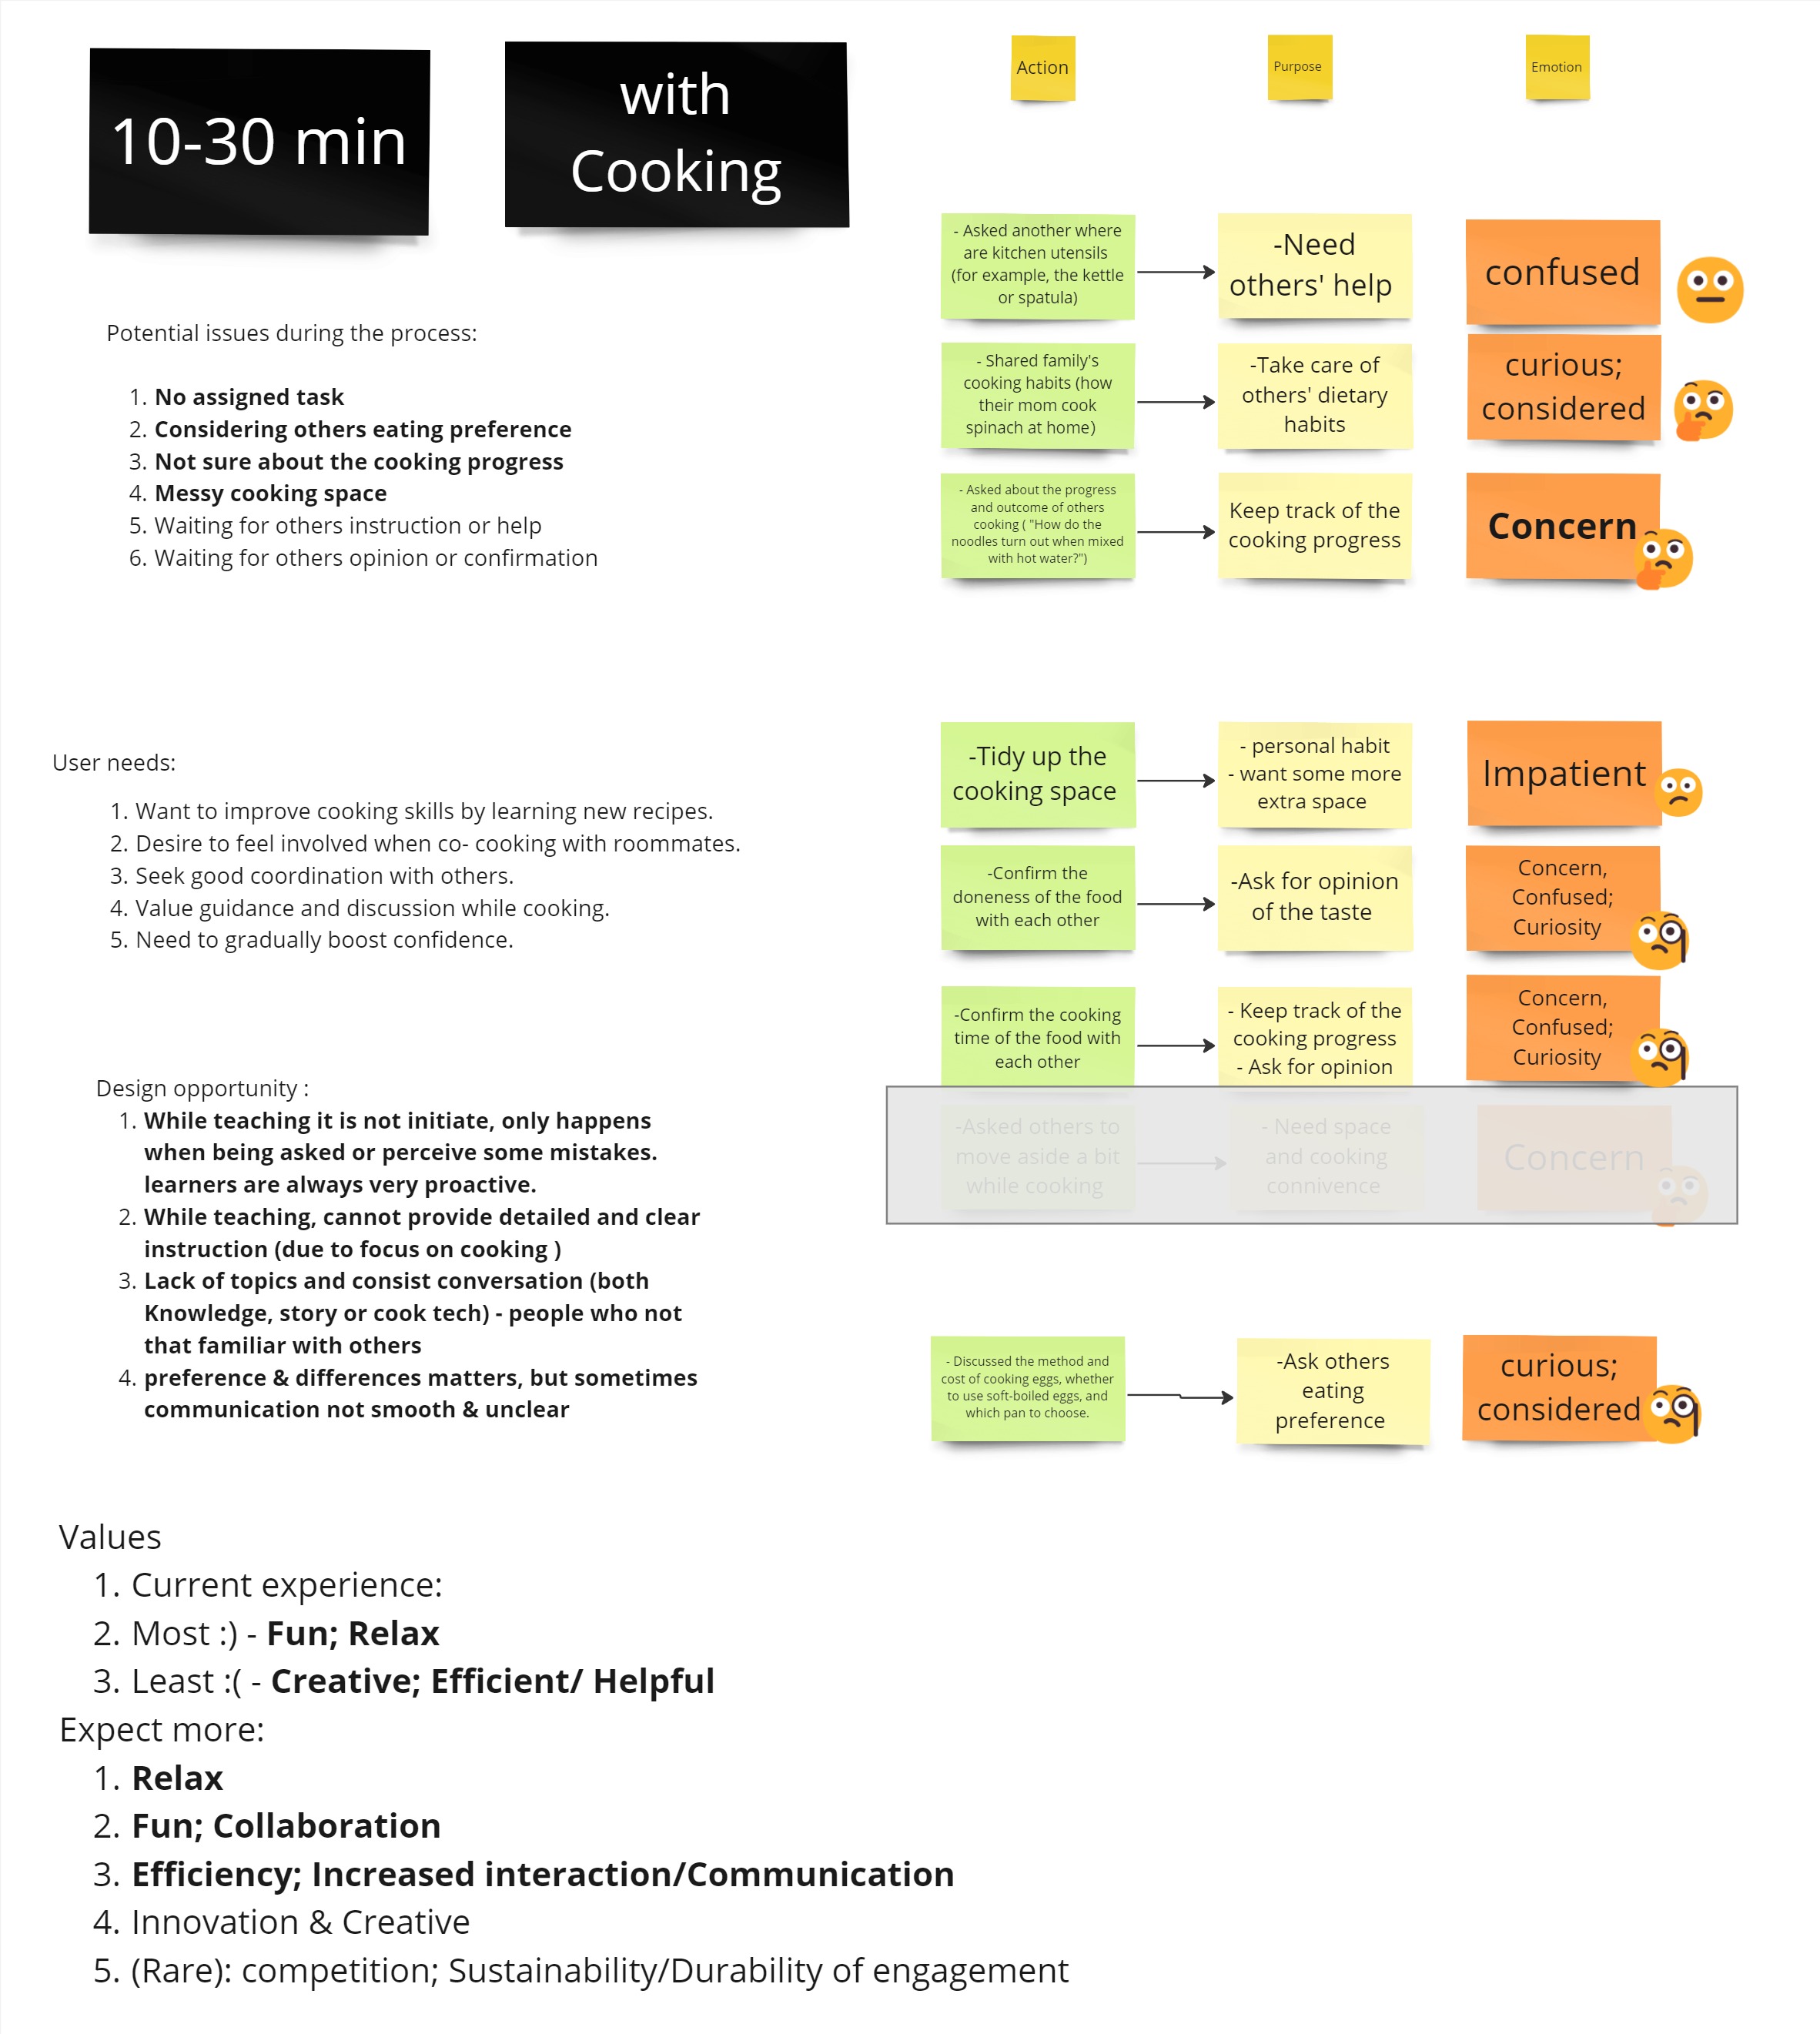 10-30 min
with
Cooking
Action
Purpose
Emotion
- Asked another where
are kitchen utensils
(for example, the kettle
or spatula)
-Need
others' help
confused
- Shared family's
cooking habits (how
their mom cook
spinach at home)
-Take care of
others' dietary
habits
curious;
considered
- Asked about the progress
and outcome of others
cooking ( "How do the
noodles turn out when mixed
with hot water?")
Keep track of the
cooking progress
Concern
Potential issues during the process:
1. No assigned task
2. Considering others eating preference
3. Not sure about the cooking progress
4. Messy cooking space
5. Waiting for others instruction or help
6. Waiting for others opinion or confirmation
-Tidy up the
cooking space
- personal habit
- want some more
extra space
Impatient
-Confirm the
doneness of the food
with each other
-Ask for opinion
of the taste
Concern,
Confused;
Curiosity
-Confirm the cooking
time of the food with
each other
- Keep track of the
cooking progress
- Ask for opinion
Concern,
Confused;
Curiosity
-Asked others to
move aside a bit
while cooking
- Need space
and cooking
connivence
Concern
- Discussed the method and
cost of cooking eggs, whether
to use soft-boiled eggs, and
which pan to choose.
-Ask others
eating
preference
curious;
considered
User needs:
1. Want to improve cooking skills by learning new recipes.
2. Desire to feel involved when co- cooking with roommates.
3. Seek good coordination with others.
4. Value guidance and discussion while cooking.
5. Need to gradually boost confidence.
Design opportunity :
1. While teaching it is not initiate, only happens
when being asked or perceive some mistakes.
learners are always very proactive.
2. While teaching, cannot provide detailed and clear
instruction (due to focus on cooking )
3. Lack of topics and consist conversation (both
Knowledge, story or cook tech) - people who not
that familiar with others
4. preference & differences matters, but sometimes
communication not smooth & unclear
Values
1. Current experience:
2. Most :) - Fun; Relax
3. Least :( - Creative; Efficient/ Helpful
Expect more:
1. Relax
2. Fun; Collaboration
3. Efficiency; Increased interaction/Communication
4. Innovation & Creative
5. (Rare): competition; Sustainability/Durability of engagement